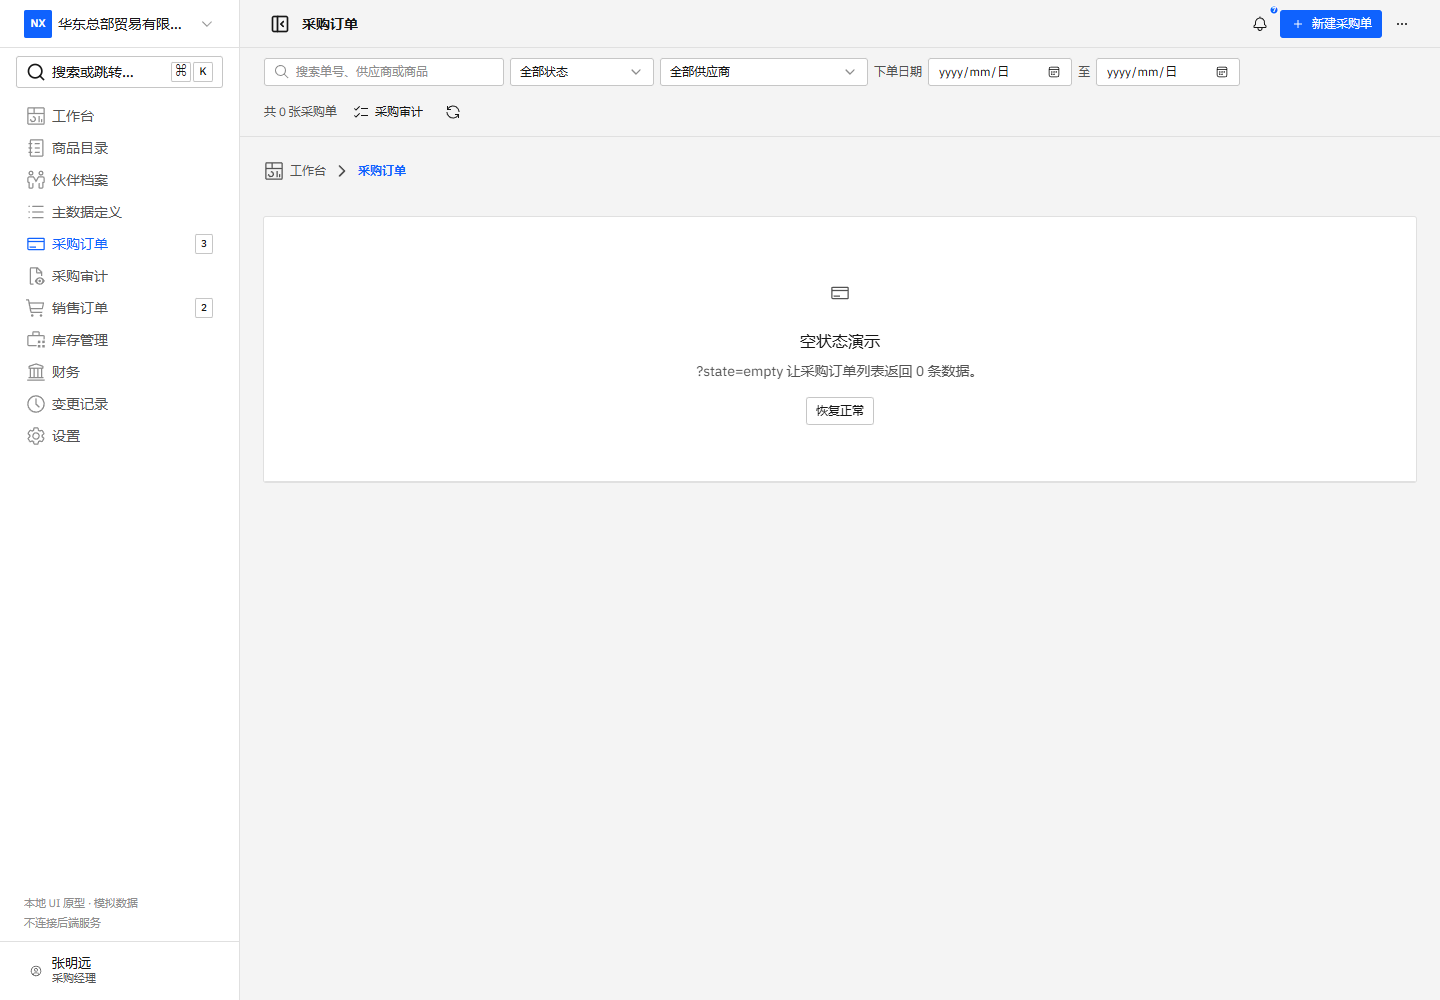 NX 华东总部贸易有限...
搜索或跳转... ⌘ K
工作台
商品目录
伙伴档案
主数据定义
采购订单 3
采购审计
销售订单 2
库存管理
财务
变更记录
设置
本地 UI 原型 · 模拟数据
不连接后端服务
张明远
采购经理
采购订单
新建采购单
搜索单号、供应商或商品 全部状态 全部供应商 下单日期 yyyy/mm/日 至 yyyy/mm/日
共 0 张采购单 采购审计
工作台 采购订单
空状态演示
?state=empty 让采购订单列表返回 0 条数据。
恢复正常